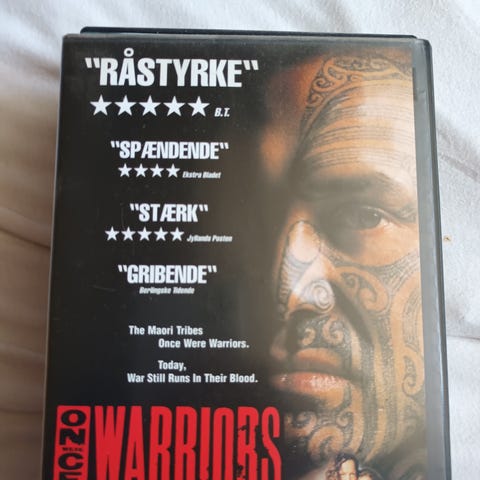 "RÅSTYRKE"
★★★★★ B.T.
"SPÆNDENDE"
★★★★ Ekstra Bladet
"STÆRK"
★★★★★ Jyllands Posten
"GRIBENDE"
Berlingske Tidende
The Maori Tribes
Once Were Warriors.
Today,
War Still Runs In Their Blood.
ONCE
WERE
WARRIORS